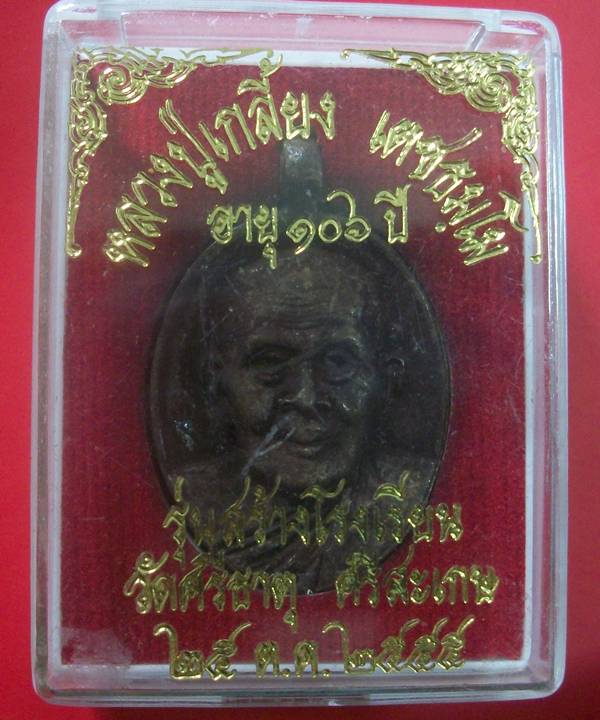 หลวงปู่เกลี้ยง เตชธมฺโม
อายุ ๑๐๖ ปี
รุ่นสร้างโรงเรียน
วัดศรีธาตุ ศรีสะเกษ
๒๕ ต.ค. ๒๕๕๕